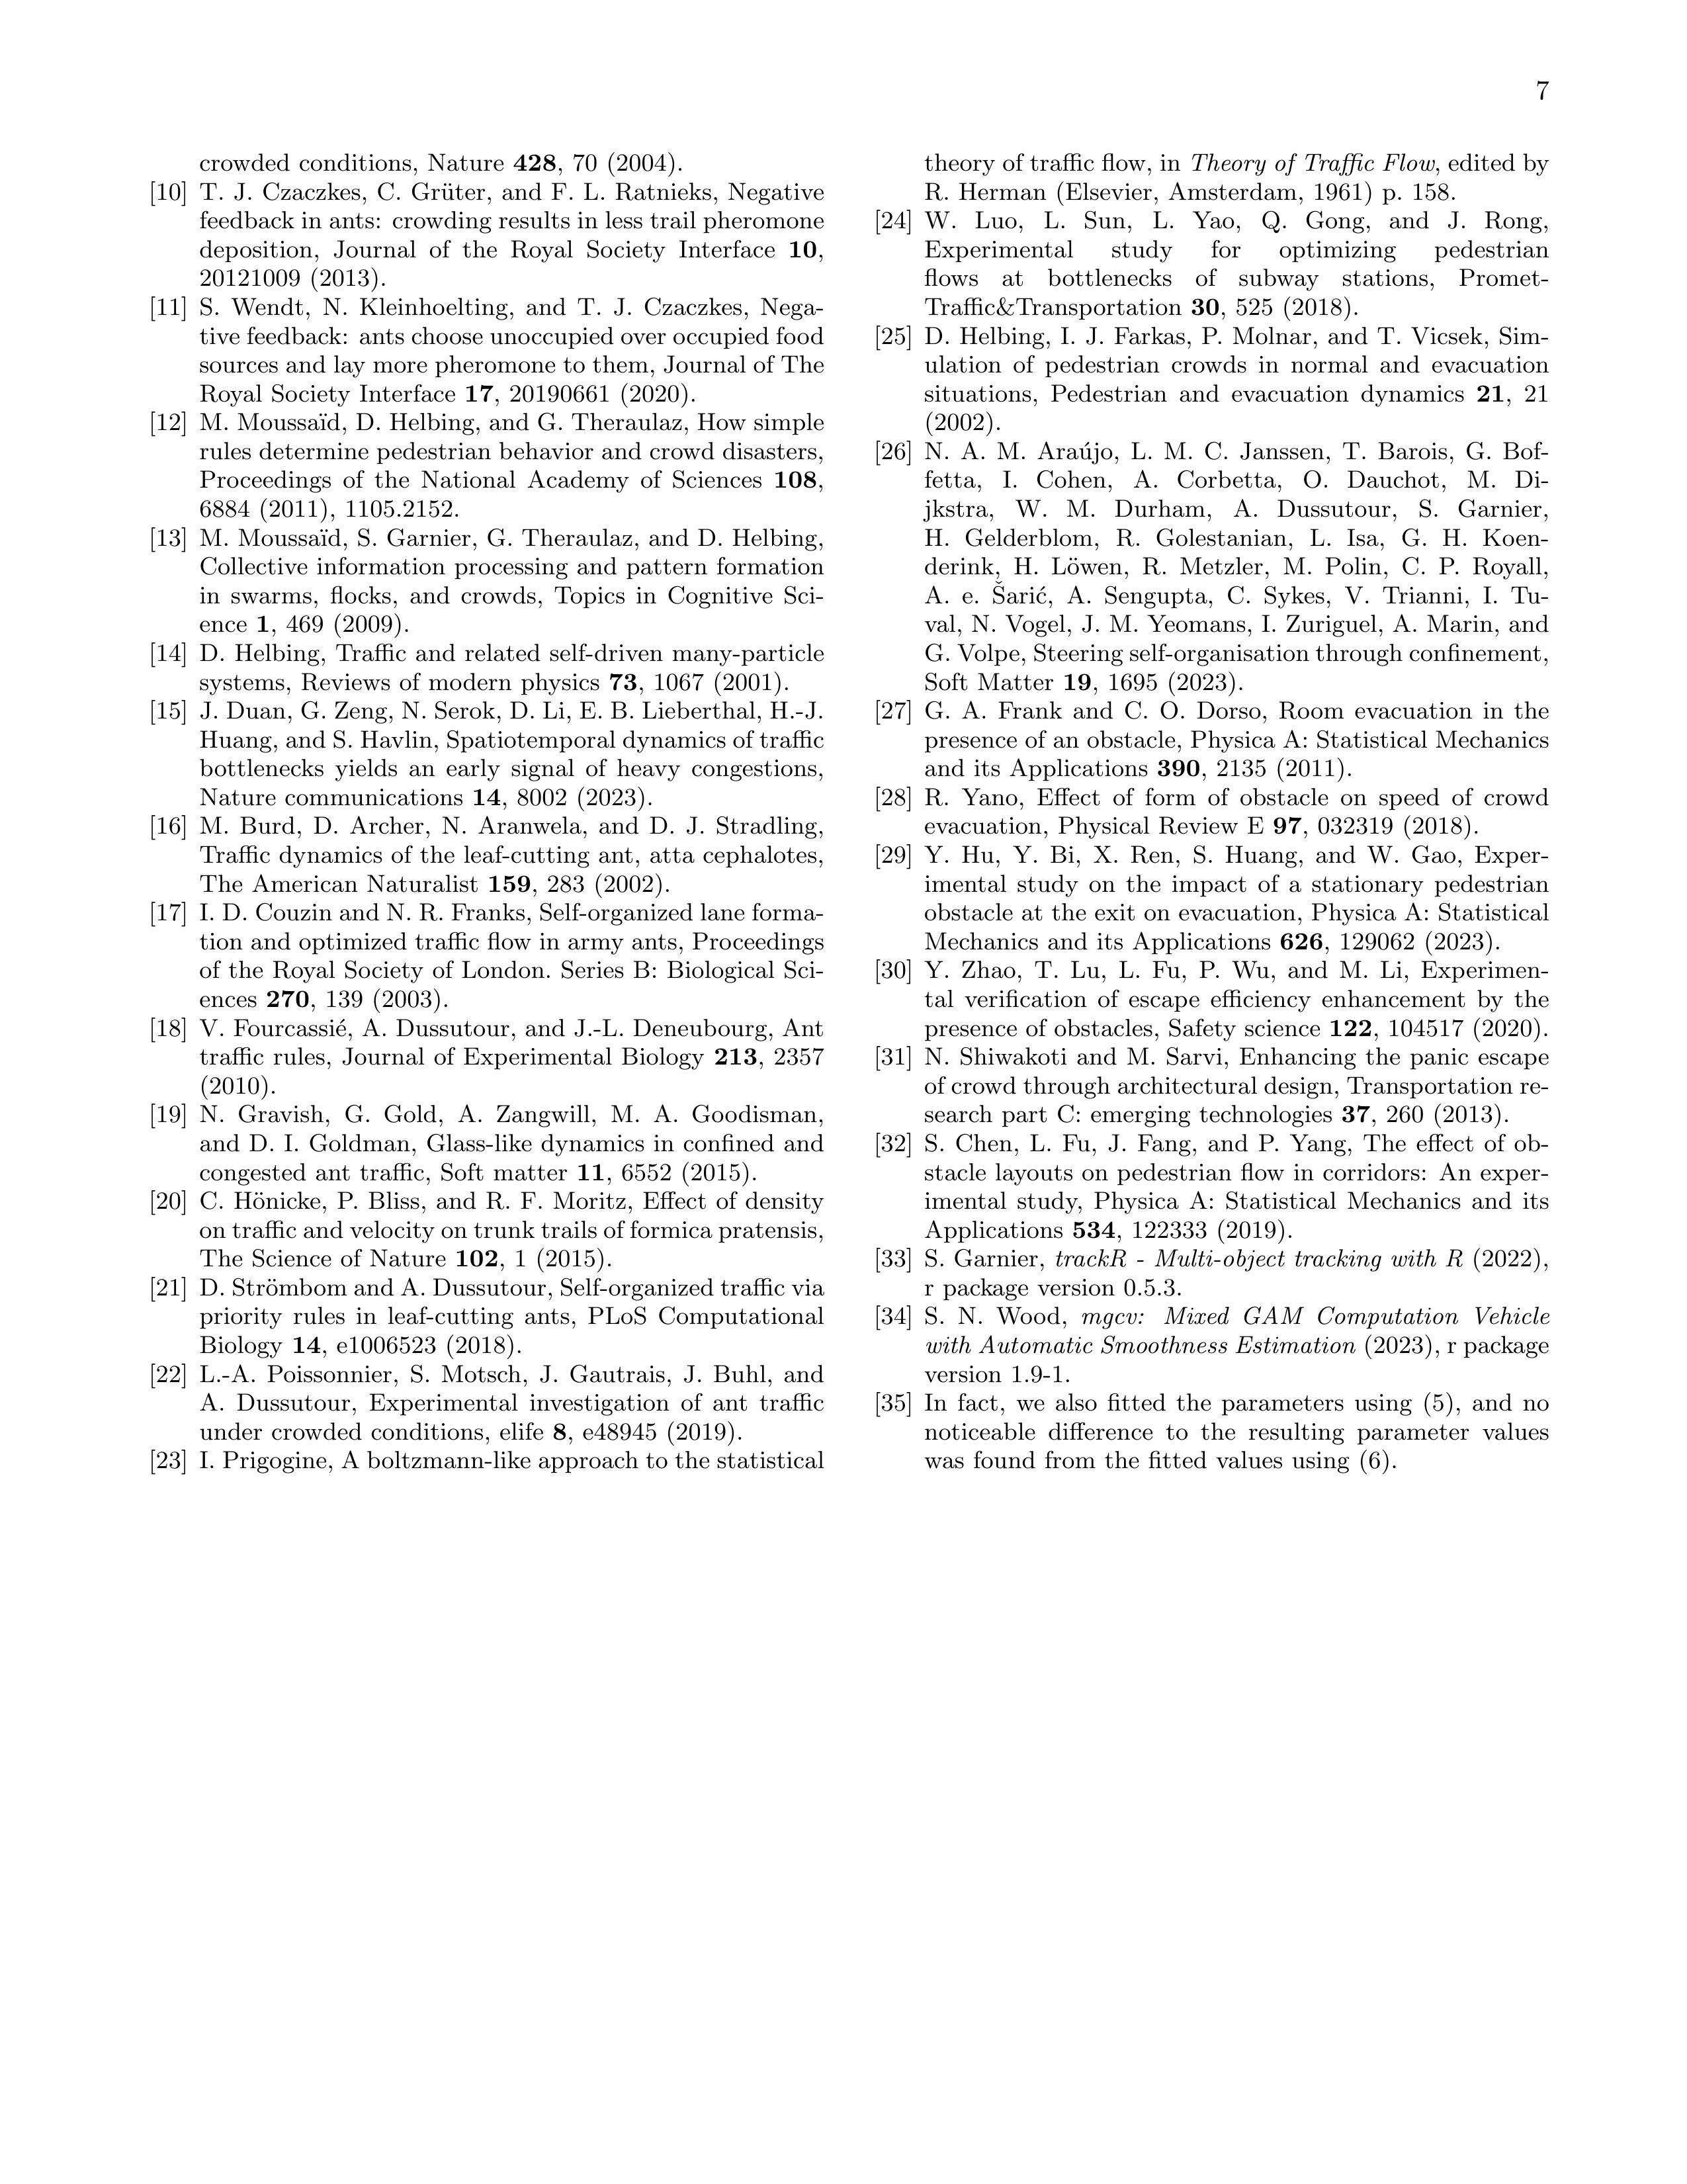 7
crowded conditions, Nature 428, 70 (2004).
[10] T. J. Czaczkes, C. Grüter, and F. L. Ratnieks, Negative
feedback in ants: crowding results in less trail pheromone
deposition, Journal of the Royal Society Interface 10,
20121009 (2013).
[11] S. Wendt, N. Kleinhoelting, and T. J. Czaczkes, Nega-
tive feedback: ants choose unoccupied over occupied food
sources and lay more pheromone to them, Journal of The
Royal Society Interface 17, 20190661 (2020).
[12] M. Moussaïd, D. Helbing, and G. Theraulaz, How simple
rules determine pedestrian behavior and crowd disasters,
Proceedings of the National Academy of Sciences 108,
6884 (2011), 1105.2152.
[13] M. Moussaïd, S. Garnier, G. Theraulaz, and D. Helbing,
Collective information processing and pattern formation
in swarms, flocks, and crowds, Topics in Cognitive Sci-
ence 1, 469 (2009).
[14] D. Helbing, Traffic and related self-driven many-particle
systems, Reviews of modern physics 73, 1067 (2001).
[15] J. Duan, G. Zeng, N. Serok, D. Li, E. B. Lieberthal, H.-J.
Huang, and S. Havlin, Spatiotemporal dynamics of traffic
bottlenecks yields an early signal of heavy congestions,
Nature communications 14, 8002 (2023).
[16] M. Burd, D. Archer, N. Aranwela, and D. J. Stradling,
Traffic dynamics of the leaf-cutting ant, atta cephalotes,
The American Naturalist 159, 283 (2002).
[17] I. D. Couzin and N. R. Franks, Self-organized lane forma-
tion and optimized traffic flow in army ants, Proceedings
of the Royal Society of London. Series B: Biological Sci-
ences 270, 139 (2003).
[18] V. Fourcassié, A. Dussutour, and J.-L. Deneubourg, Ant
traffic rules, Journal of Experimental Biology 213, 2357
(2010).
[19] N. Gravish, G. Gold, A. Zangwill, M. A. Goodisman,
and D. I. Goldman, Glass-like dynamics in confined and
congested ant traffic, Soft matter 11, 6552 (2015).
[20] C. Hönicke, P. Bliss, and R. F. Moritz, Effect of density
on traffic and velocity on trunk trails of formica pratensis,
The Science of Nature 102, 1 (2015).
[21] D. Strömbom and A. Dussutour, Self-organized traffic via
priority rules in leaf-cutting ants, PLoS Computational
Biology 14, e1006523 (2018).
[22] L.-A. Poissonnier, S. Motsch, J. Gautrais, J. Buhl, and
A. Dussutour, Experimental investigation of ant traffic
under crowded conditions, elife 8, e48945 (2019).
[23] I. Prigogine, A boltzmann-like approach to the statistical
theory of traffic flow, in Theory of Traffic Flow, edited by
R. Herman (Elsevier, Amsterdam, 1961) p. 158.
[24] W. Luo, L. Sun, L. Yao, Q. Gong, and J. Rong,
Experimental study for optimizing pedestrian
flows at bottlenecks of subway stations, Promet-
Traffic&Transportation 30, 525 (2018).
[25] D. Helbing, I. J. Farkas, P. Molnar, and T. Vicsek, Sim-
ulation of pedestrian crowds in normal and evacuation
situations, Pedestrian and evacuation dynamics 21, 21
(2002).
[26] N. A. M. Araújo, L. M. C. Janssen, T. Barois, G. Bof-
fetta, I. Cohen, A. Corbetta, O. Dauchot, M. Di-
jkstra, W. M. Durham, A. Dussutour, S. Garnier,
H. Gelderblom, R. Golestanian, L. Isa, G. H. Koen-
derink, H. Löwen, R. Metzler, M. Polin, C. P. Royall,
A. e. Šarić, A. Sengupta, C. Sykes, V. Trianni, I. Tu-
val, N. Vogel, J. M. Yeomans, I. Zuriguel, A. Marin, and
G. Volpe, Steering self-organisation through confinement,
Soft Matter 19, 1695 (2023).
[27] G. A. Frank and C. O. Dorso, Room evacuation in the
presence of an obstacle, Physica A: Statistical Mechanics
and its Applications 390, 2135 (2011).
[28] R. Yano, Effect of form of obstacle on speed of crowd
evacuation, Physical Review E 97, 032319 (2018).
[29] Y. Hu, Y. Bi, X. Ren, S. Huang, and W. Gao, Exper-
imental study on the impact of a stationary pedestrian
obstacle at the exit on evacuation, Physica A: Statistical
Mechanics and its Applications 626, 129062 (2023).
[30] Y. Zhao, T. Lu, L. Fu, P. Wu, and M. Li, Experimen-
tal verification of escape efficiency enhancement by the
presence of obstacles, Safety science 122, 104517 (2020).
[31] N. Shiwakoti and M. Sarvi, Enhancing the panic escape
of crowd through architectural design, Transportation re-
search part C: emerging technologies 37, 260 (2013).
[32] S. Chen, L. Fu, J. Fang, and P. Yang, The effect of ob-
stacle layouts on pedestrian flow in corridors: An exper-
imental study, Physica A: Statistical Mechanics and its
Applications 534, 122333 (2019).
[33] S. Garnier, trackR - Multi-object tracking with R (2022),
r package version 0.5.3.
[34] S. N. Wood, mgcv: Mixed GAM Computation Vehicle
with Automatic Smoothness Estimation (2023), r package
version 1.9-1.
[35] In fact, we also fitted the parameters using (5), and no
noticeable difference to the resulting parameter values
was found from the fitted values using (6).